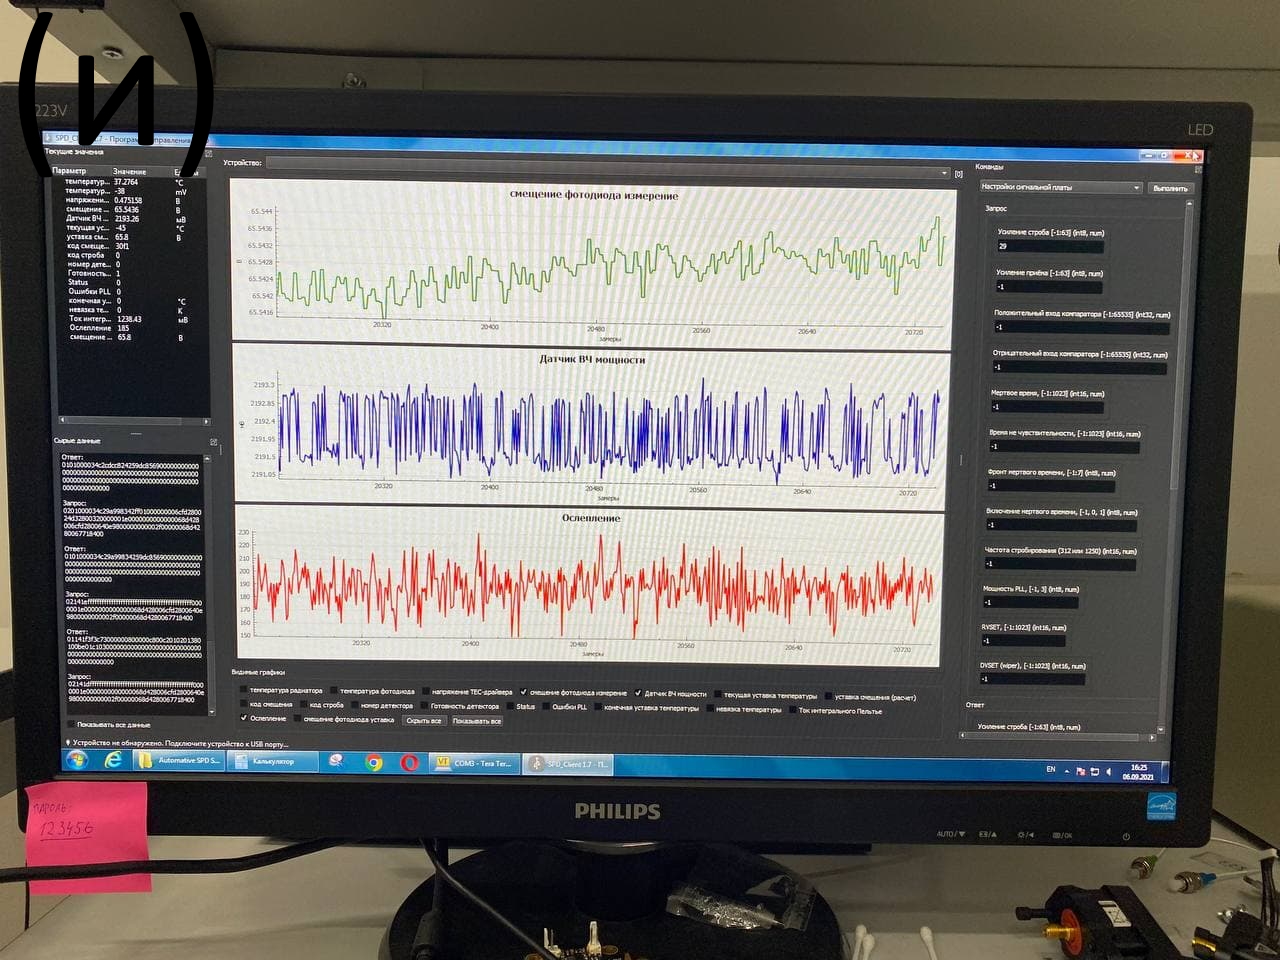 (и)
223V
LED
Текущие значения
Параметр Значение
температур... 37.2764 °C
температур... -38 mV
напряжени... 0.475158 В
смещение ... 65.5436 В
Датчик ВЧ ... 2193.26 мВ
текущая ус... -45 °C
уставка см... 65.8 В
код смеще... 30f1
код строба 0
номер дете... 0
Готовность... 1
Status 0
Ошибки PLL 0
конечная у... 0 °C
невязка те... 0 K
Ток интегр... 1238.43 мВ
Ослепление 185
смещение ... 65.8 В
Сырые данные
Ответ:
Запрос:
Ответ:
Запрос:
Ответ:
Запрос:
Показывать все данные
Устройство не обнаружено. Подключите устройство к USB порту...
Устройство:
[0]
смещение фотодиода измерение
65.544
65.5436
65.5432
65.5428
65.5424
65.542
65.5416
20320 20400 20480 20560 20640 20720
замеры
Датчик ВЧ мощности
2193.3
2192.85
2192.4
2191.95
2191.5
2191.05
20320 20400 20480 20560 20640 20720
замеры
Ослепление
230
220
210
200
190
180
170
160
150
20320 20400 20480 20560 20640 20720
замеры
Видимые графики
температура радиатора температура фотодиода напряжение TEC-драйвера смещение фотодиода измерение Датчик ВЧ мощности текущая уставка температуры уставка смещения (расчет)
код смещения код строба номер детектора Готовность детектора Status Ошибки PLL конечная уставка температуры невязка температуры Ток интегрального Пельтье
Ослепление смещение фотодиода уставка Скрыть все Показывать все
Команды
Настройки сигнальной платы Выполнить
Запрос
Усиление строба [-1:63] (int8, num)
29
Усиление приёма [-1:63] (int8, num)
-1
Положительный вход компаратора [-1:65535] (int32, num)
-1
Отрицательный вход компаратора [-1:65535] (int32, num)
-1
Мертвое время, [-1:1023] (int16, num)
-1
Время не чувствительности, [-1:1023] (int16, num)
-1
Фронт мертвого времени, [-1:7] (int8, num)
-1
Включение мертвого времени, [-1, 0, 1] (int8, num)
-1
Частота стробирования (312 или 1250) (int16, num)
-1
Мощность PLL, [-1, 3] (int8, num)
-1
RVSET, [-1:1023] (int16, num)
-1
DVSET (wiper), [-1:1023] (int16, num)
-1
Ответ
Усиление строба [-1:63] (int8, num)
Automative SPD S...
Калькулятор
COM3 - Tera Ter...
SPD_Client 1.7 - П...
EN
16:25
06.09.2021
PHILIPS
AUTO/
/OK
ПАРОЛЬ:
123456